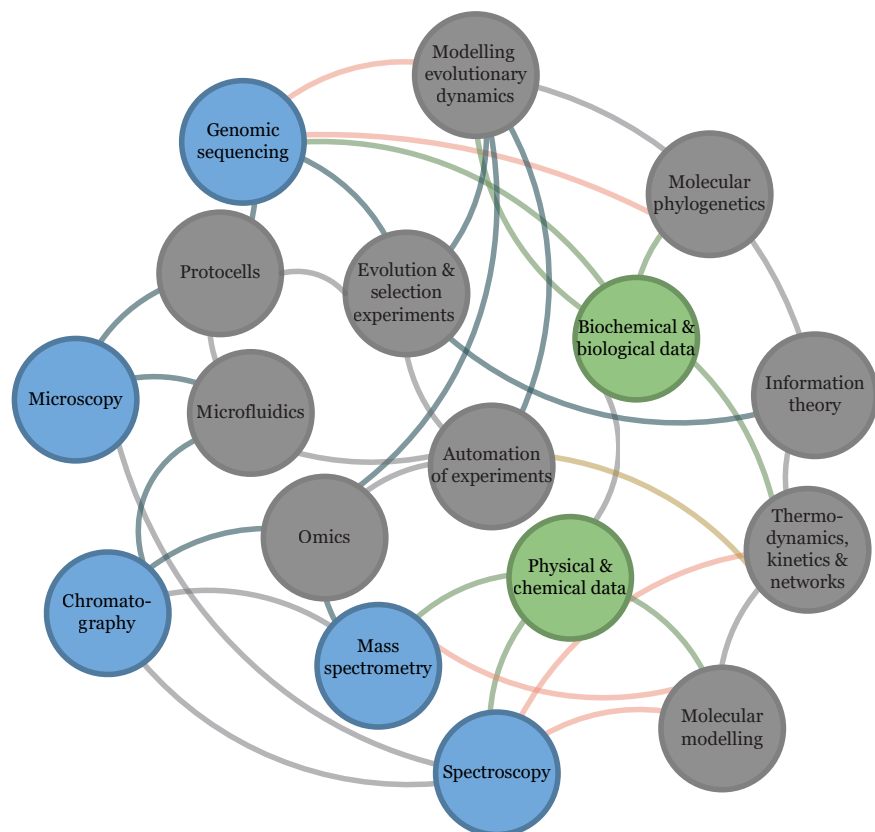 Modelling
evolutionary
dynamics
Genomic
sequencing
Molecular
phylogenetics
Protocells
Evolution &
selection
experiments
Biochemical &
biological data
Microscopy
Microfluidics
Information
theory
Automation
of experiments
Omics
Thermo-
dynamics,
kinetics &
networks
Physical &
chemical data
Chromato-
graphy
Mass
spectrometry
Molecular
modelling
Spectroscopy